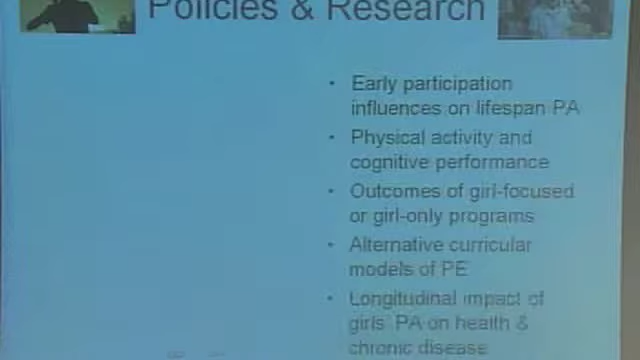 Policies & Research
• Early participation
influences on lifespan PA
• Physical activity and
cognitive performance
• Outcomes of girl-focused
or girl-only programs
• Alternative curricular
models of PE
• Longitudinal impact of
girls' PA on health &
chronic disease